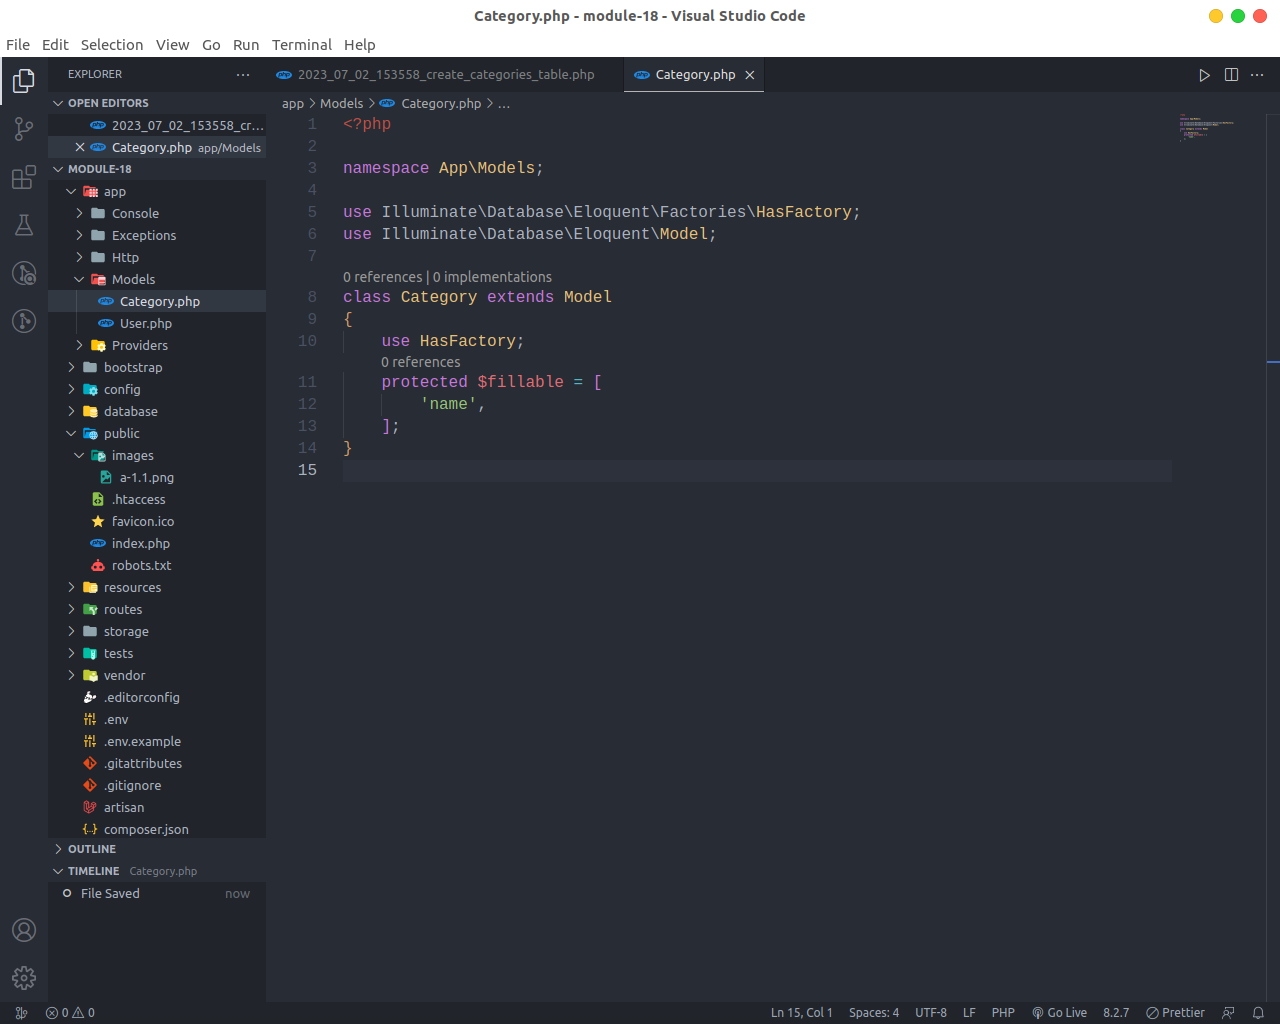 Category.php - module-18 - Visual Studio Code
File Edit Selection View Go Run Terminal Help
EXPLORER
OPEN EDITORS
2023_07_02_153558_cr...
Category.php app/Models
MODULE-18
app
Console
Exceptions
Http
Models
Category.php
User.php
Providers
bootstrap
config
database
public
images
a-1.1.png
.htaccess
favicon.ico
index.php
robots.txt
resources
routes
storage
tests
vendor
.editorconfig
.env
.env.example
.gitattributes
.gitignore
artisan
composer.json
OUTLINE
TIMELINE Category.php
File Saved now
2023_07_02_153558_create_categories_table.php Category.php
app > Models > Category.php > ...
1 <?php
2
3 namespace App\Models;
4
5 use Illuminate\Database\Eloquent\Factories\HasFactory;
6 use Illuminate\Database\Eloquent\Model;
7
0 references | 0 implementations
8 class Category extends Model
9 {
10 use HasFactory;
0 references
11 protected $fillable = [
12 'name',
13 ];
14 }
15
0 0 Ln 15, Col 1 Spaces: 4 UTF-8 LF PHP Go Live 8.2.7 Prettier